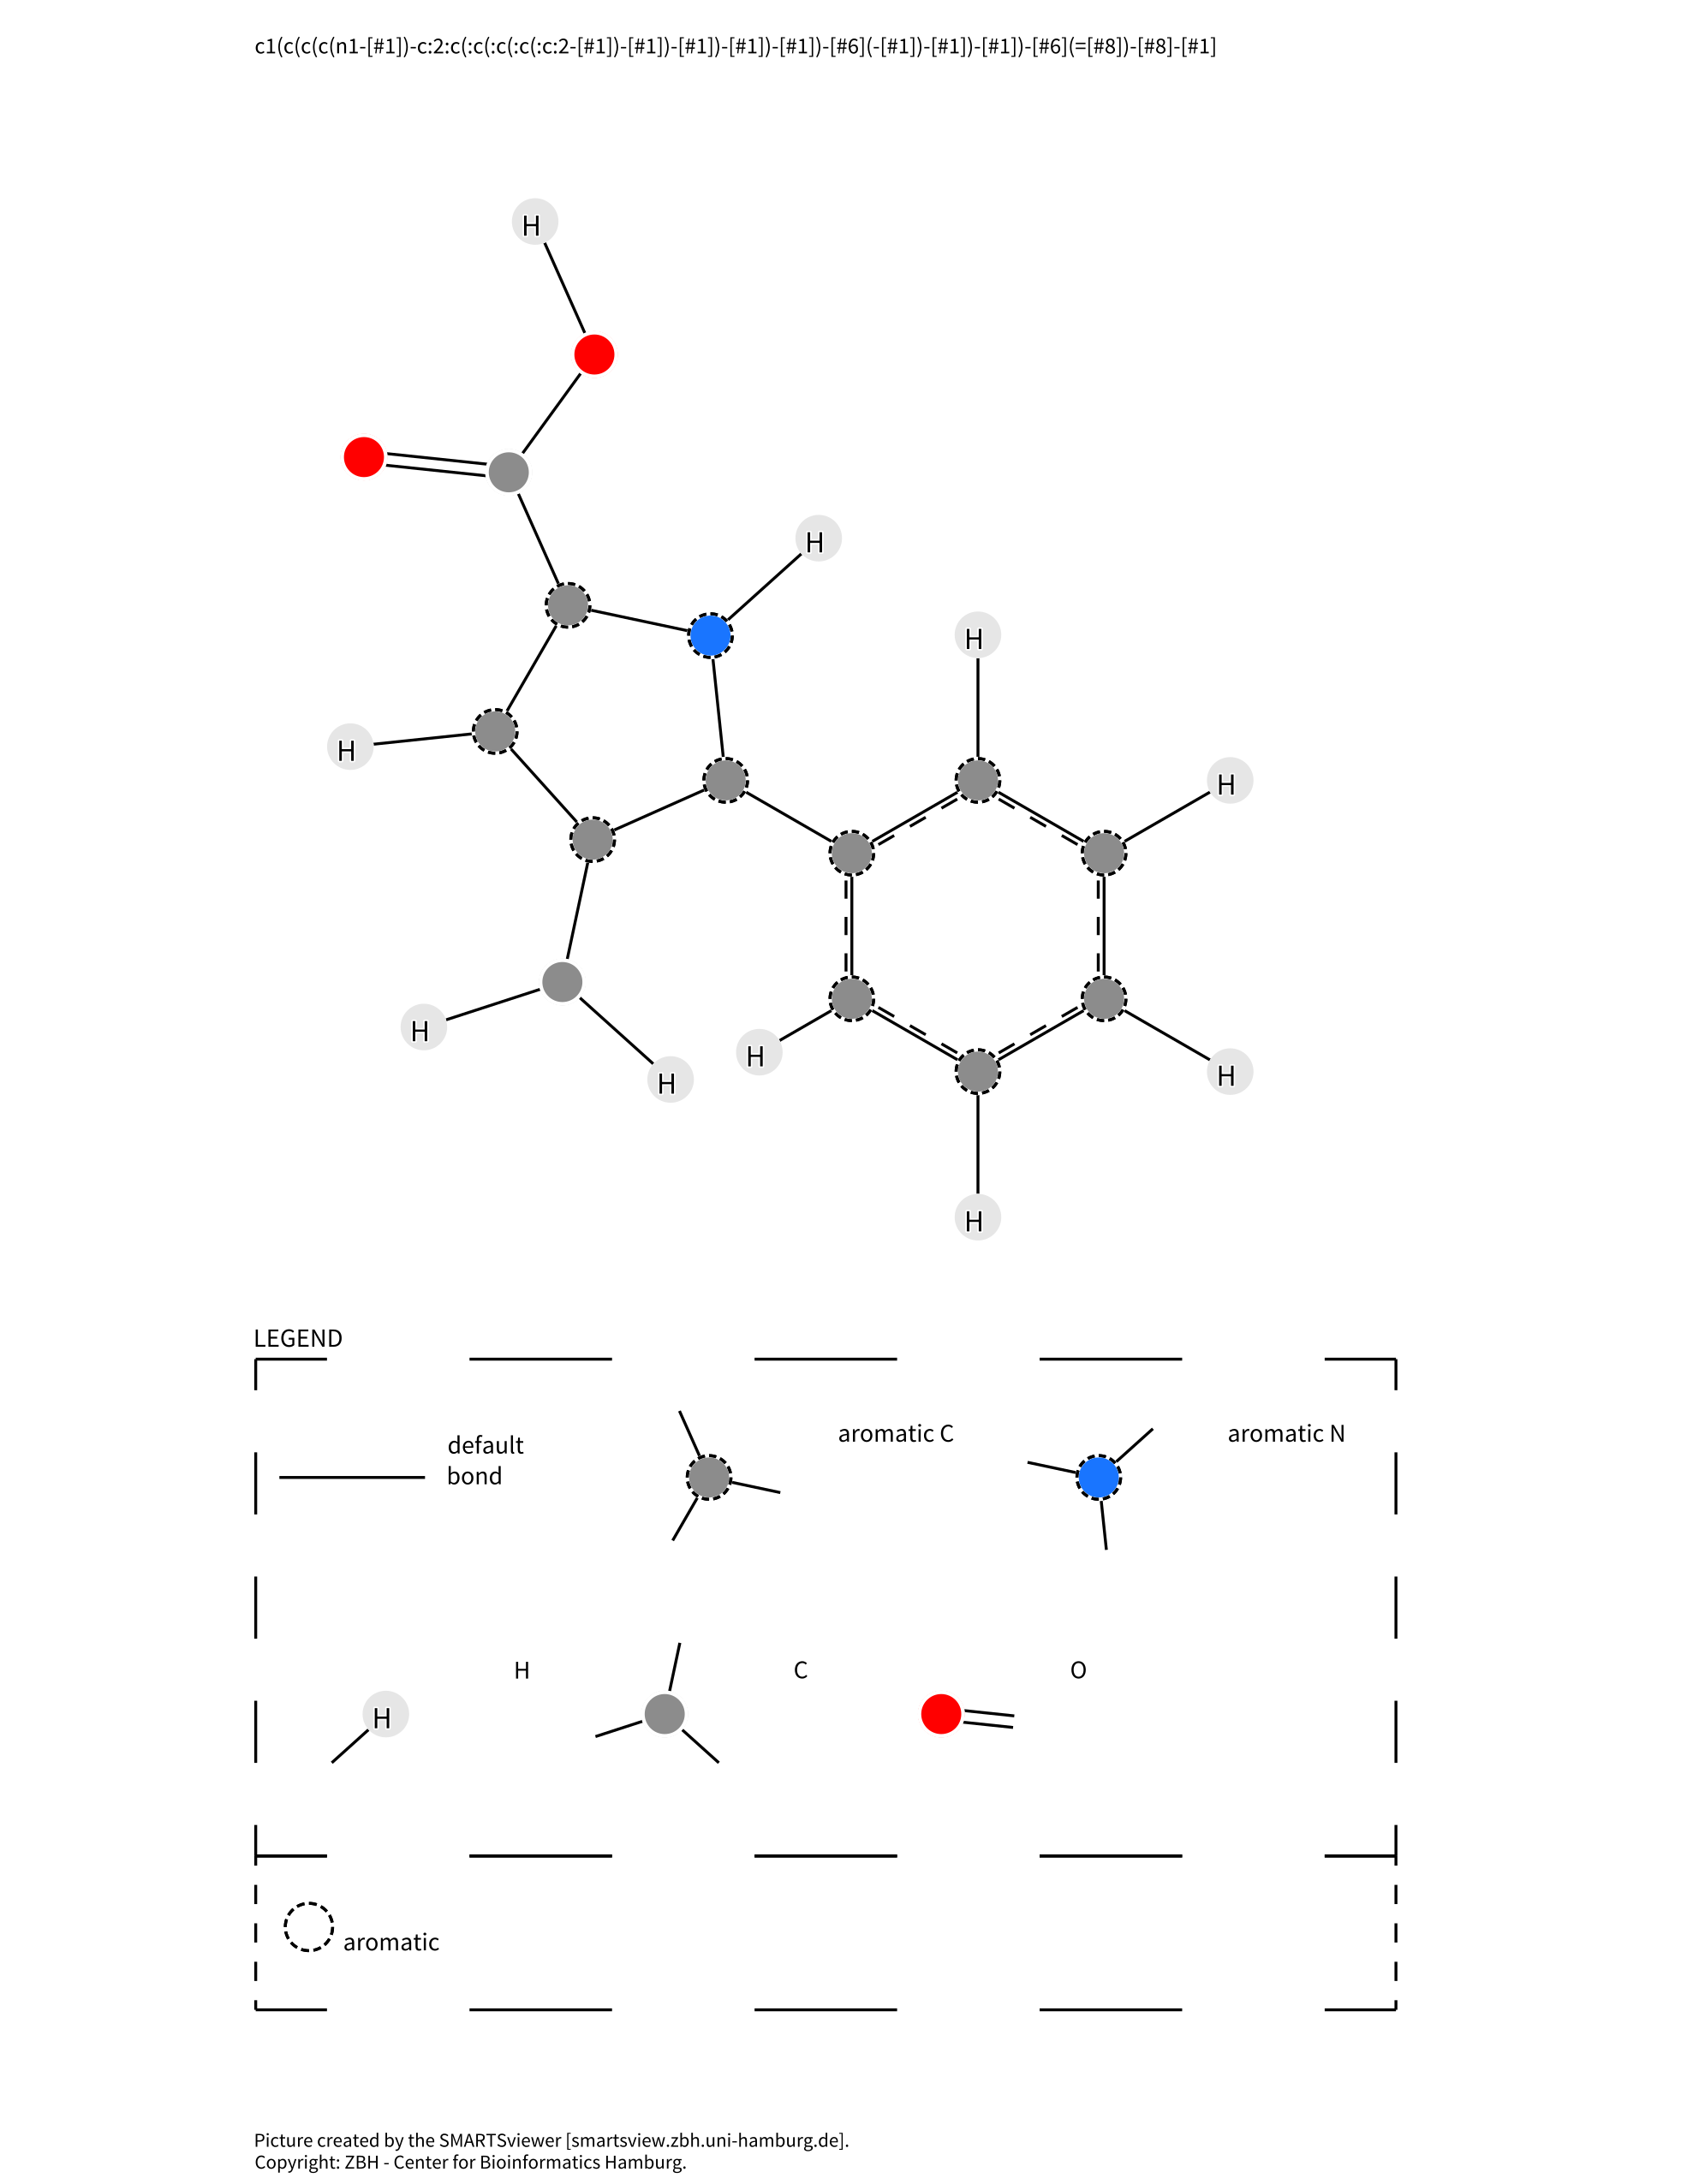 c1(c(c(c(n1-[#1])-c:2:c(:c(:c(:c(:c:2-[#1])-[#1])-[#1])-[#1])-[#1])-[#6](-[#1])-[#1])-[#1])-[#6](=[#8])-[#8]-[#1]
H
H
H
H
H
H
H
H
H
H
LEGEND
default
bond
aromatic C
aromatic N
H
H
C
O
aromatic
Picture created by the SMARTSviewer [smartsview.zbh.uni-hamburg.de].
Copyright: ZBH - Center for Bioinformatics Hamburg.